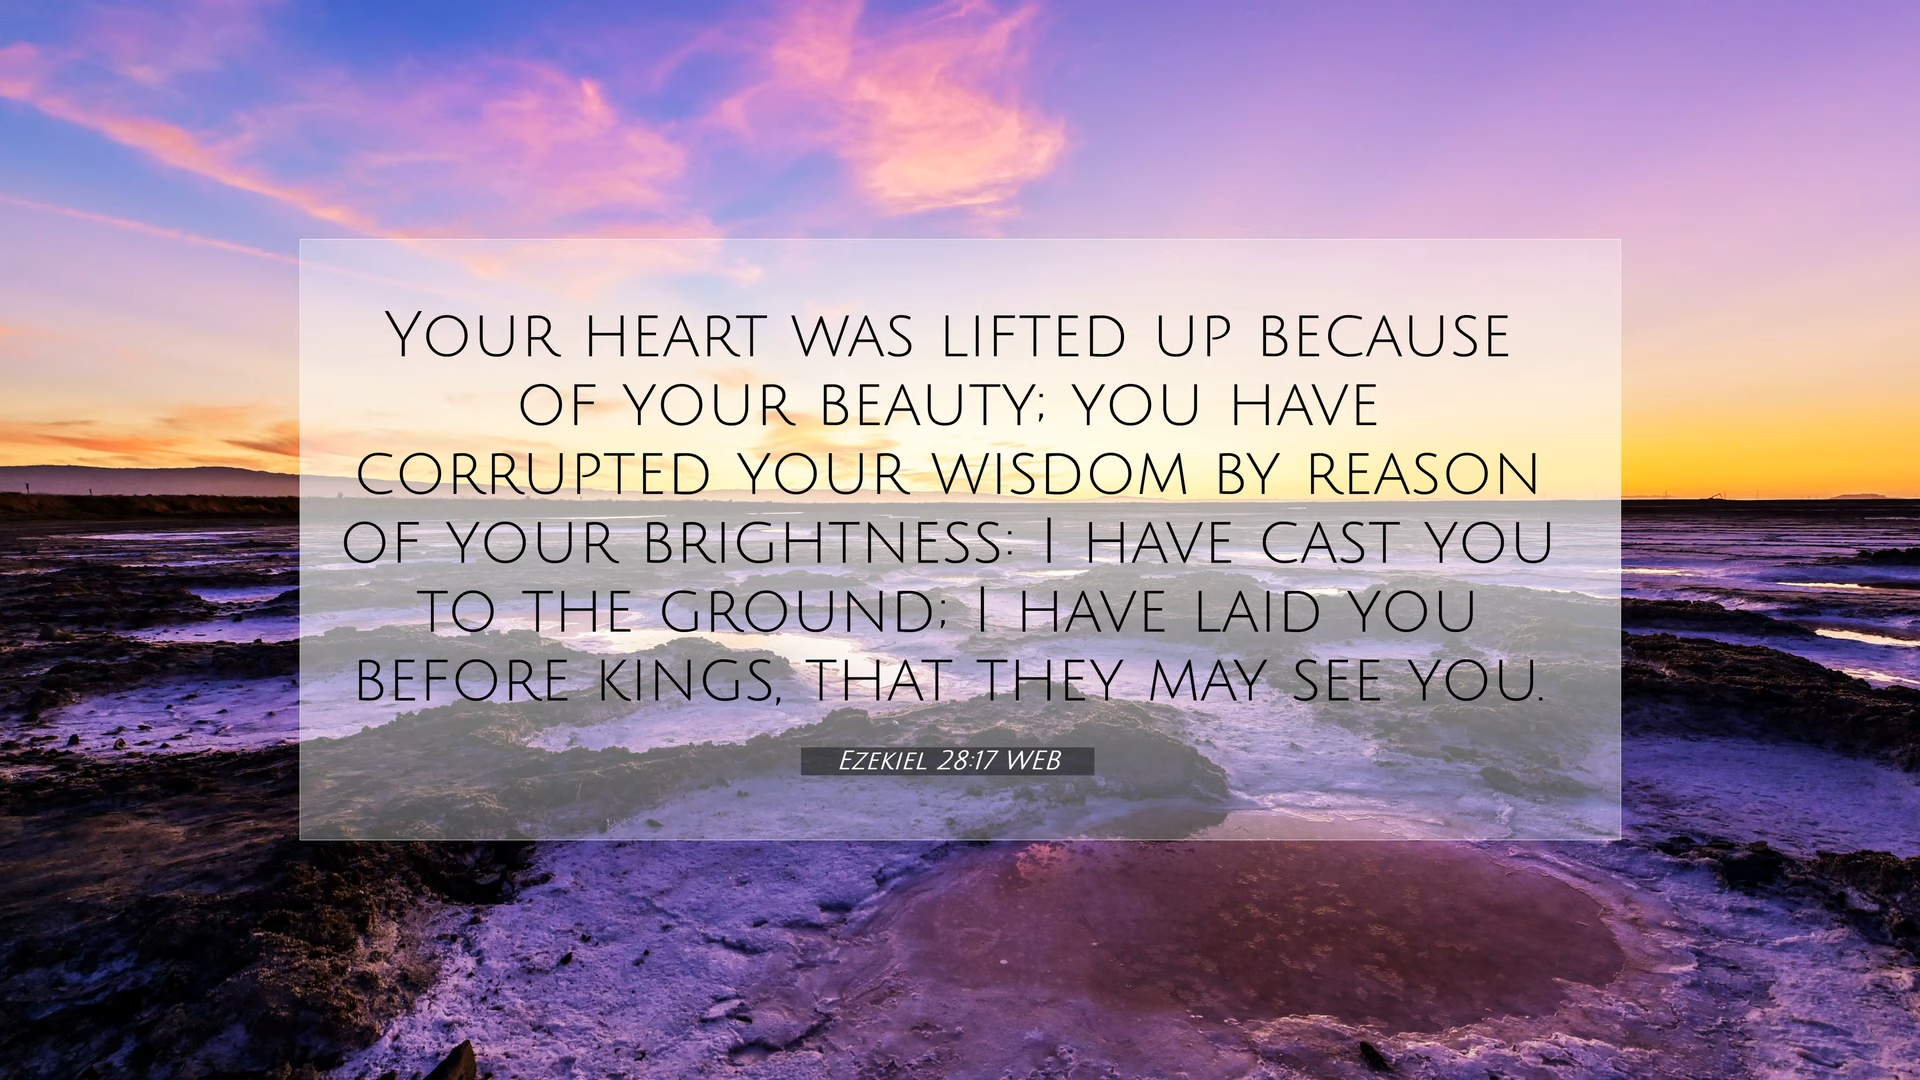 Your heart was lifted up because
of your beauty; you have
corrupted your wisdom by reason
of your brightness: I have cast you
to the ground; I have laid you
before kings, that they may see you.
Ezekiel 28:17 WEB